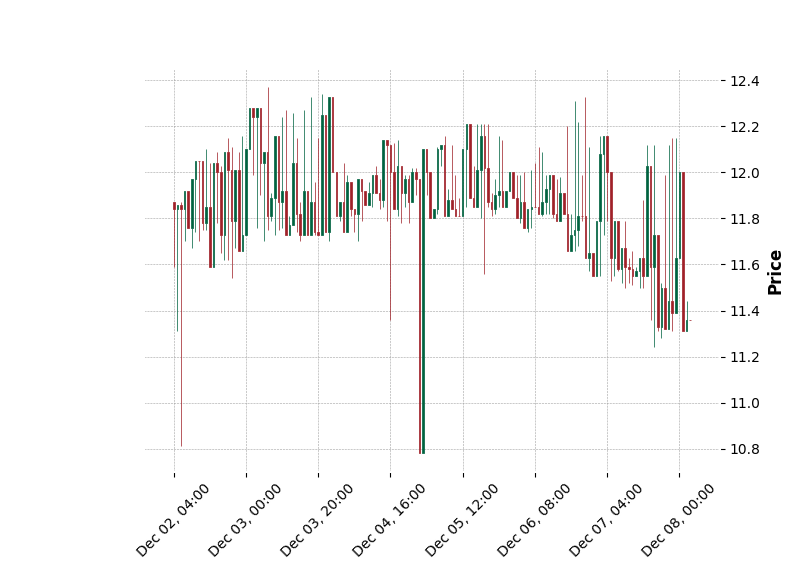 12.4
12.2
12.0
11.8
11.6
11.4
11.2
11.0
10.8
Price
Dec 02, 04:00
Dec 03, 00:00
Dec 03, 20:00
Dec 04, 16:00
Dec 05, 12:00
Dec 06, 08:00
Dec 07, 04:00
Dec 08, 00:00